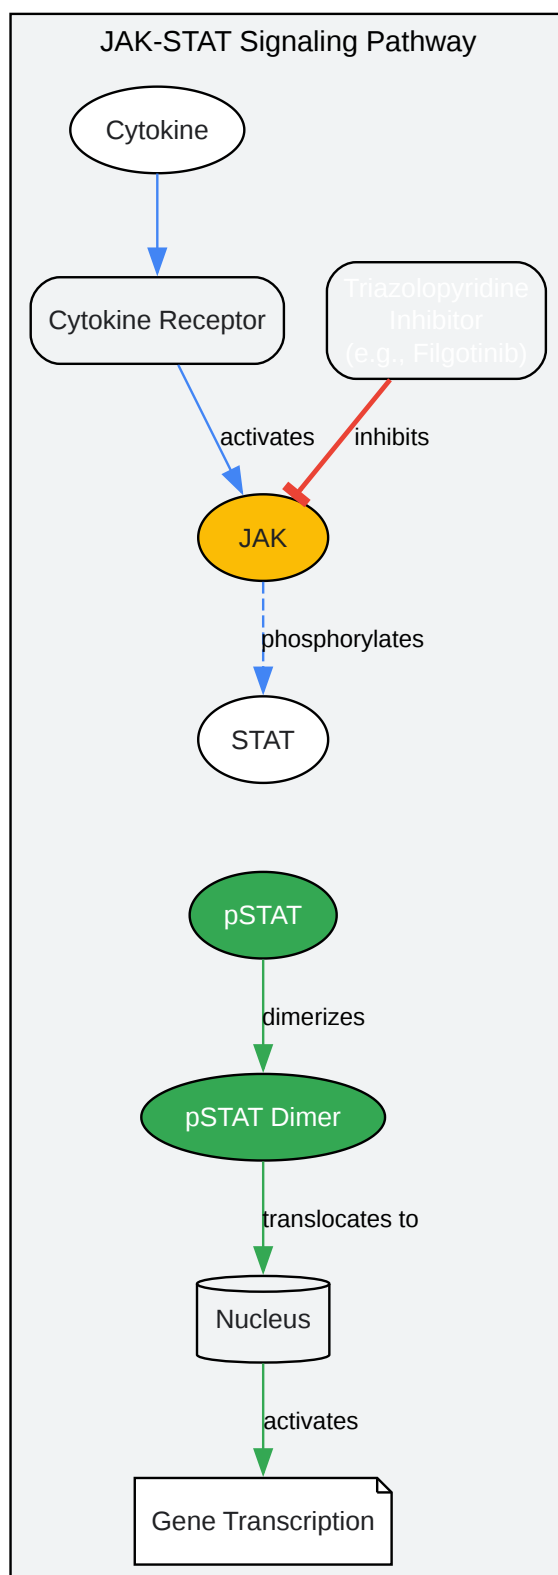 JAK-STAT Signaling Pathway
Cytokine
Cytokine Receptor
Triazolopyridine
Inhibitor
(e.g., Filgotinib)
activates
inhibits
JAK
phosphorylates
STAT
pSTAT
dimerizes
pSTAT Dimer
translocates to
Nucleus
activates
Gene Transcription